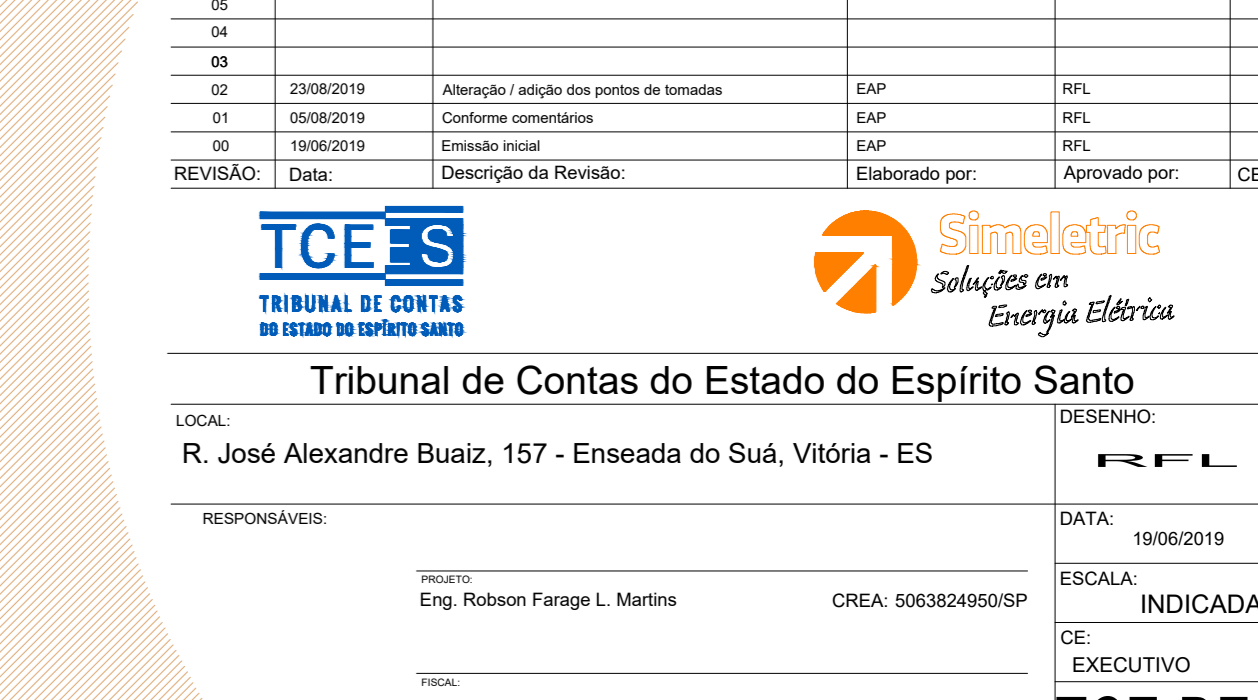 05
04
03
02 23/08/2019 Alteração / adição dos pontos de tomadas EAP RFL
01 05/08/2019 Conforme comentários EAP RFL
00 19/06/2019 Emissão inicial EAP RFL
REVISÃO: Data: Descrição da Revisão: Elaborado por: Aprovado por: CE
TCEES
TRIBUNAL DE CONTAS
DO ESTADO DO ESPÍRITO SANTO
Simeletric
Soluções em
Energia Elétrica
Tribunal de Contas do Estado do Espírito Santo
LOCAL:
R. José Alexandre Buaiz, 157 - Enseada do Suá, Vitória - ES
DESENHO:
RFL
RESPONSÁVEIS:
DATA:
19/06/2019
PROJETO:
Eng. Robson Farage L. Martins CREA: 5063824950/SP
ESCALA:
INDICADA
CE:
EXECUTIVO
FISCAL: